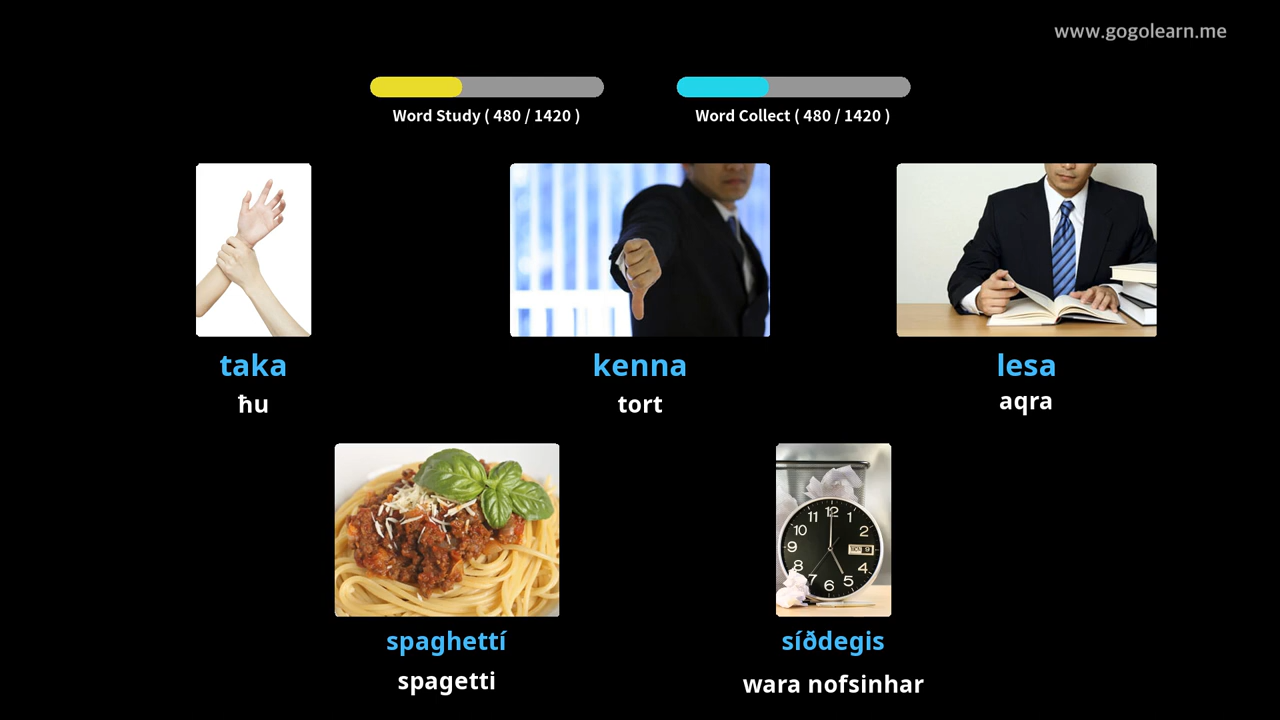 www.gogolearn.me
Word Study ( 480 / 1420 )
Word Collect ( 480 / 1420 )
taka
kenna
lesa
ħu
tort
aqra
spaghettí
síðdegis
spagetti
wara nofsinhar